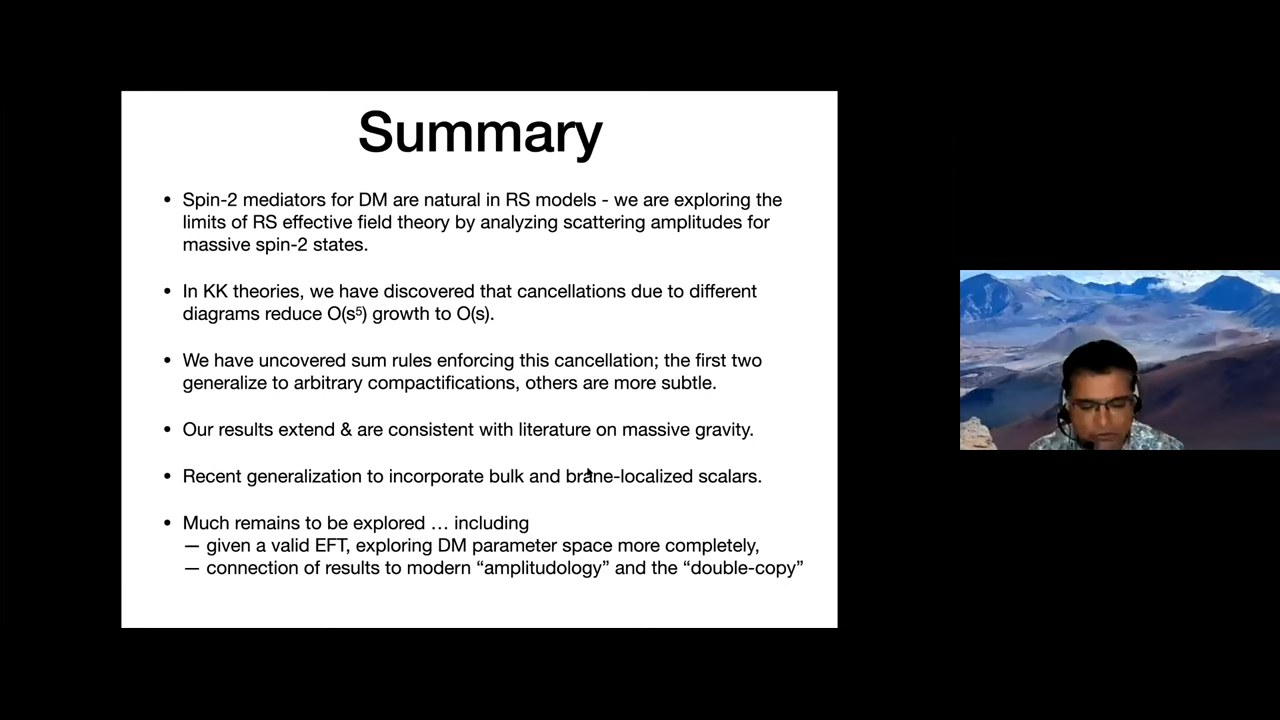 Summary
• Spin-2 mediators for DM are natural in RS models - we are exploring the
limits of RS effective field theory by analyzing scattering amplitudes for
massive spin-2 states.
• In KK theories, we have discovered that cancellations due to different
diagrams reduce O(s⁵) growth to O(s).
• We have uncovered sum rules enforcing this cancellation; the first two
generalize to arbitrary compactifications, others are more subtle.
• Our results extend & are consistent with literature on massive gravity.
• Recent generalization to incorporate bulk and brane-localized scalars.
• Much remains to be explored … including
— given a valid EFT, exploring DM parameter space more completely,
— connection of results to modern “amplitudology” and the “double-copy”